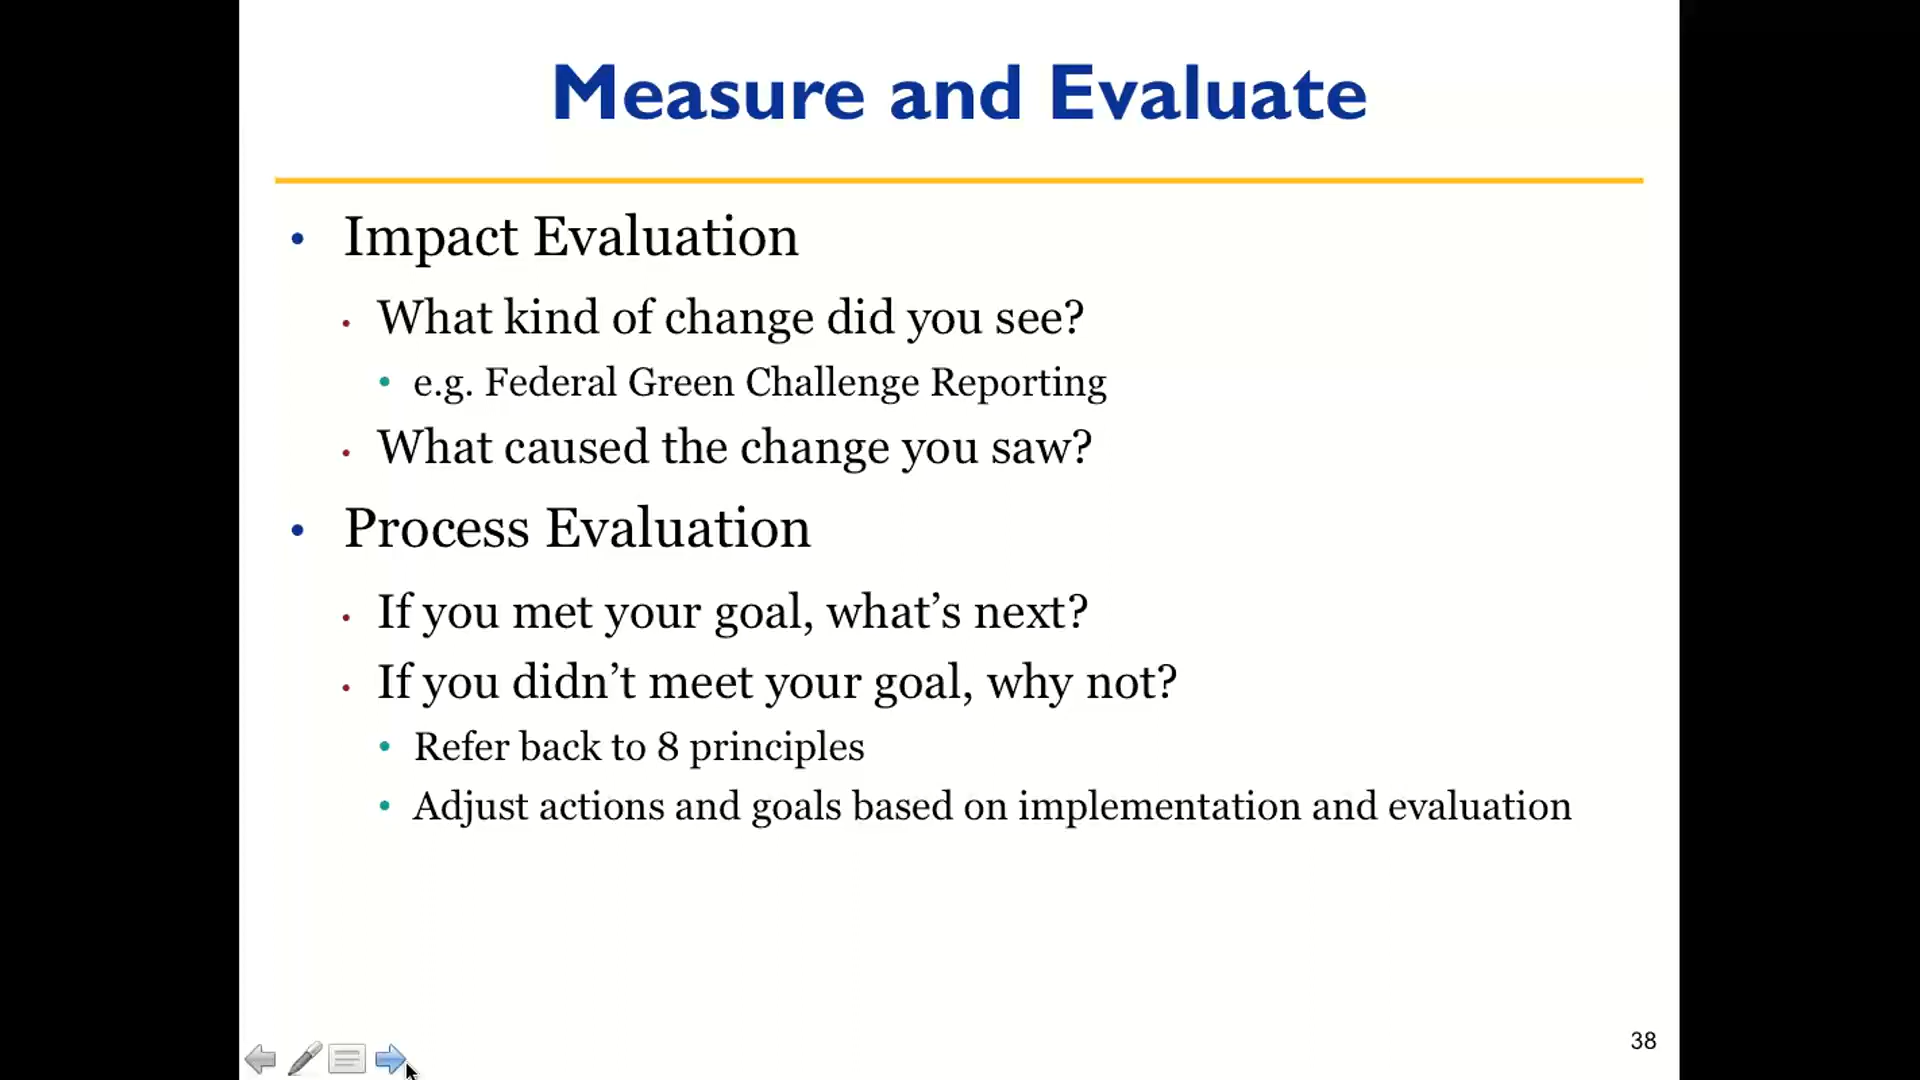 Measure and Evaluate
• Impact Evaluation
• What kind of change did you see?
• e.g. Federal Green Challenge Reporting
• What caused the change you saw?
• Process Evaluation
• If you met your goal, what’s next?
• If you didn’t meet your goal, why not?
• Refer back to 8 principles
• Adjust actions and goals based on implementation and evaluation
38